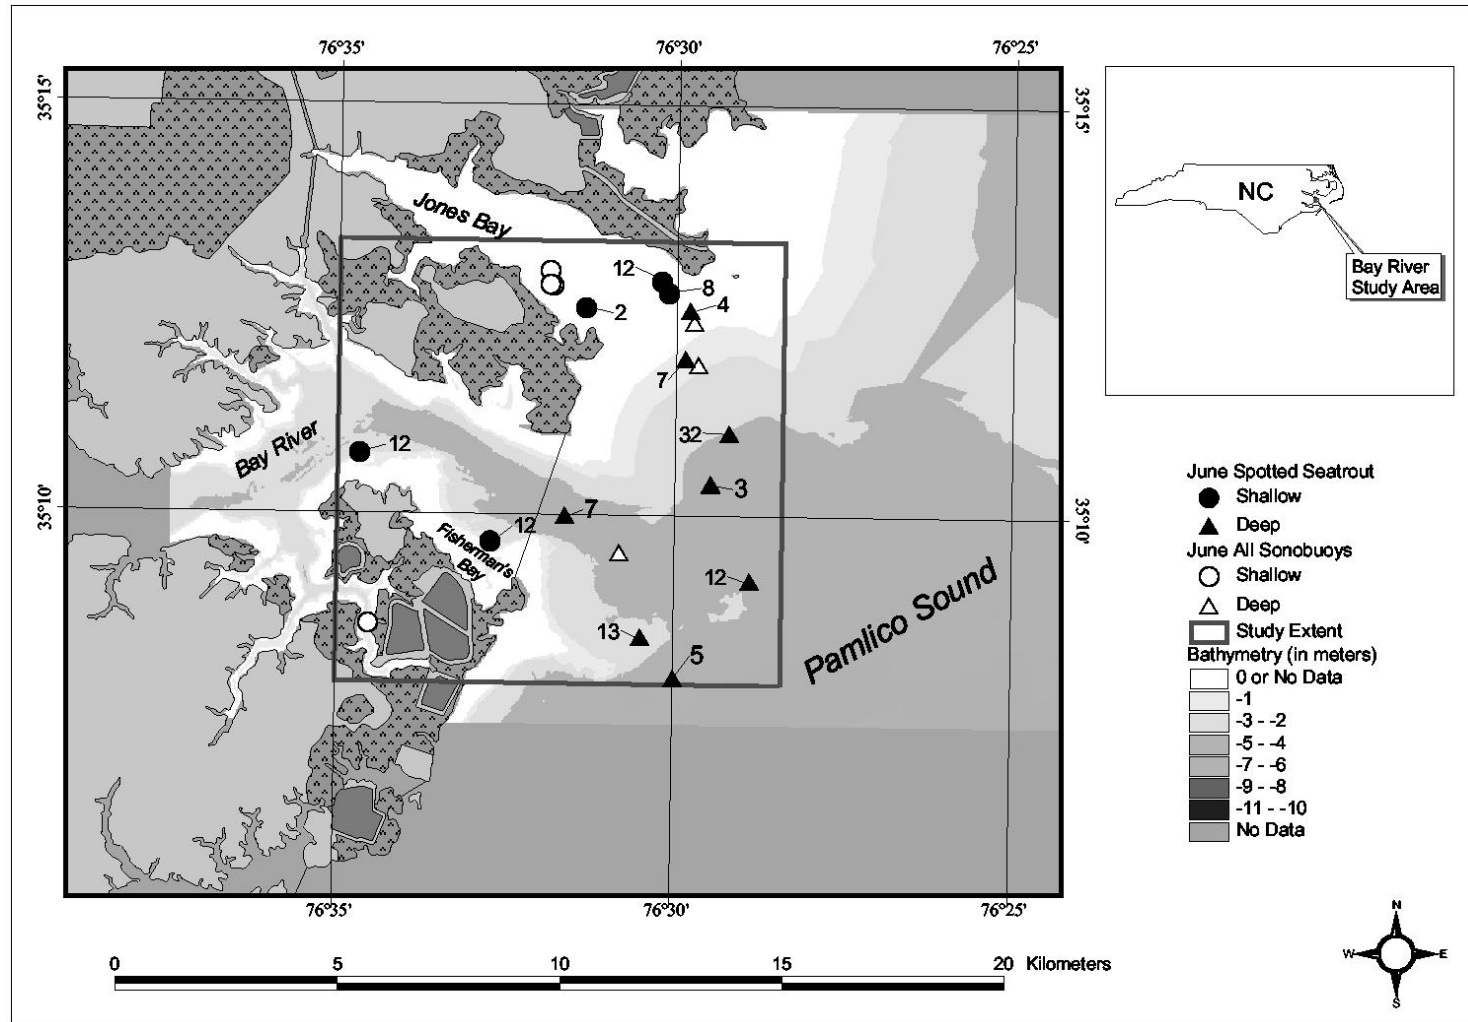 76°35'
76°30'
76°25'
35°15'
35°15'
Jones Bay
12
8
2
4
7
32
12
Bay River
3
7
35°10'
35°10'
12
Fisherman's
Bay
12
13
5
Pamlico Sound
76°35'
76°30'
76°25'
0
5
10
15
20 Kilometers
NC
Bay River
Study Area
June Spotted Seatrout
Shallow
Deep
June All Sonobuoys
Shallow
Deep
Study Extent
Bathymetry (in meters)
0 or No Data
-1
-3 - -2
-5 - -4
-7 - -6
-9 - -8
-11 - -10
No Data
N
W
E
S